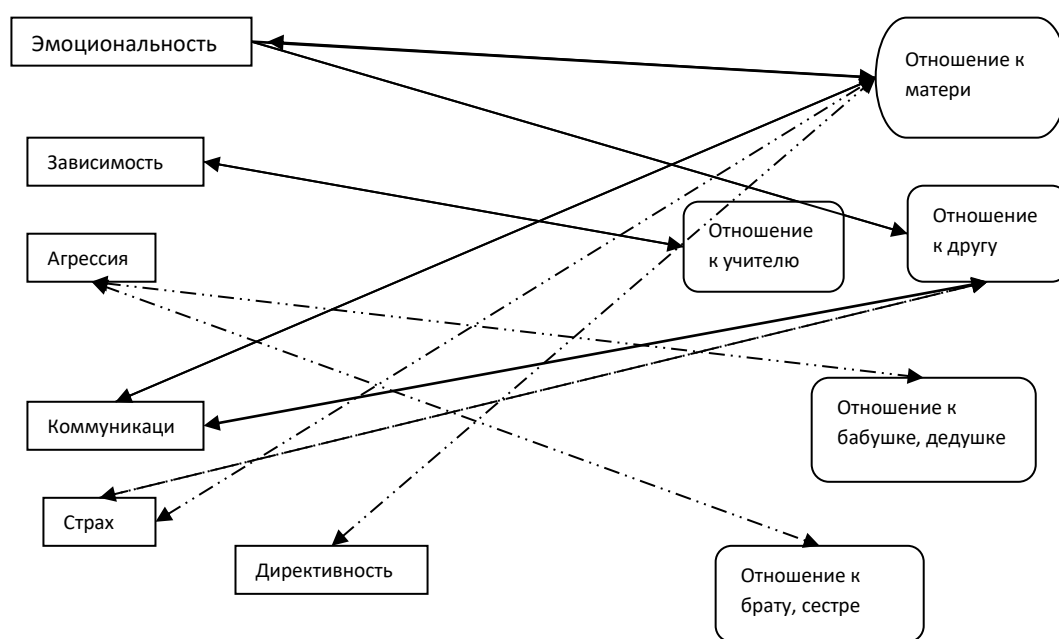 Эмоциональность
Отношение к
матери
Зависимость
Отношение
к учителю
Отношение
к другу
Агрессия
Отношение к
бабушке, дедушке
Коммуникаци
Страх
Директивность
Отношение к
брату, сестре